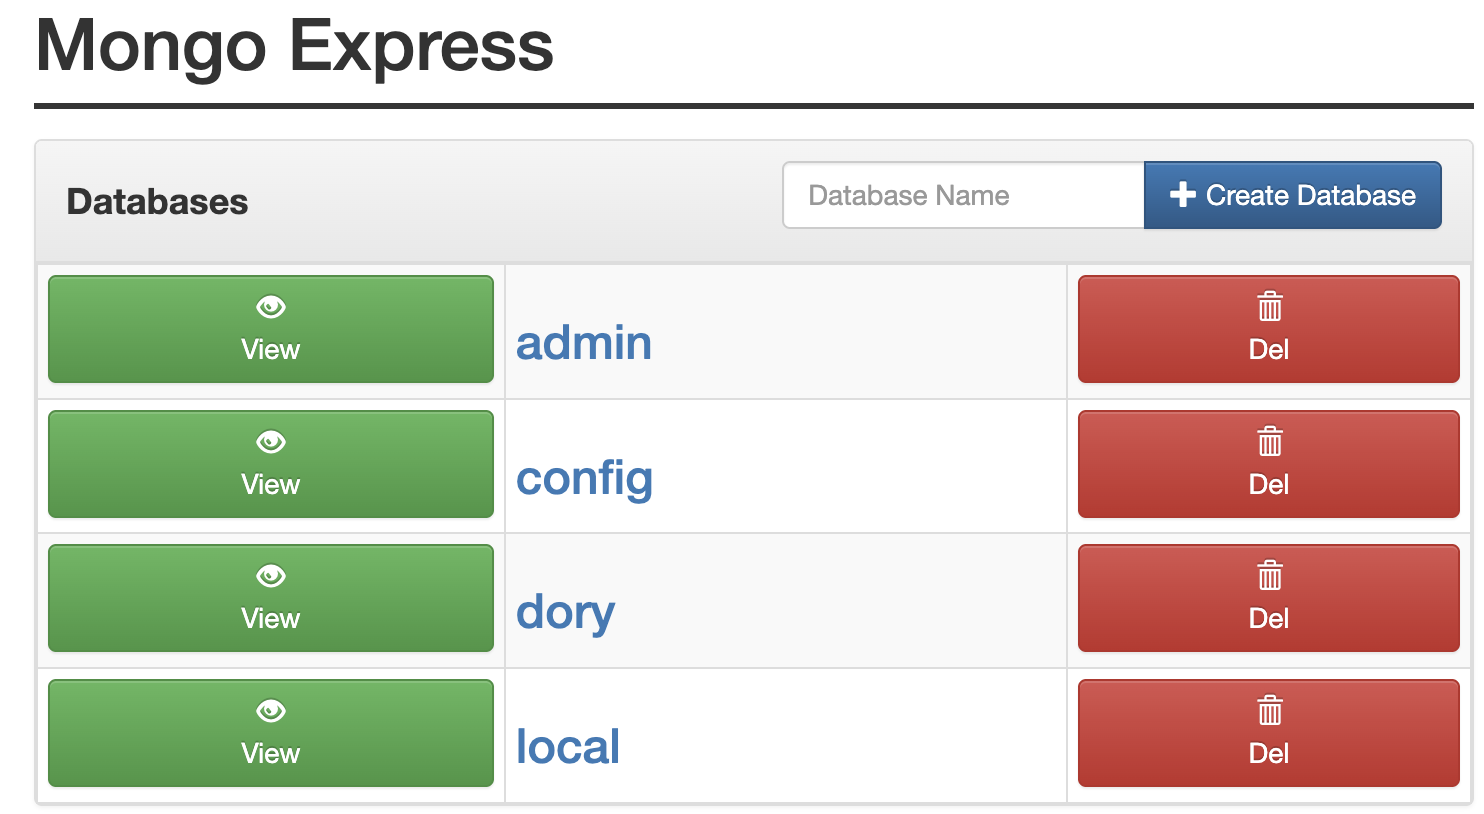 Mongo Express
Databases
Database Name
Create Database
View
admin
Del
View
config
Del
View
dory
Del
View
local
Del